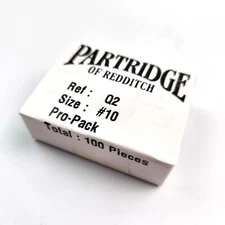 PARTRIDGE
OF REDDITCH
Ref : Q2
Size : #10
Pro-Pack
Total : 100 Pieces